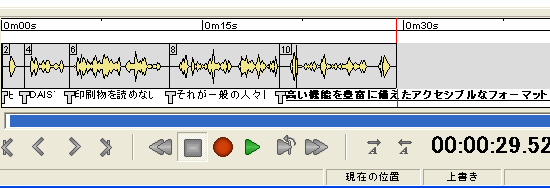 0m00s 0m15s 0m30s
2 4 6 8 10
DAIS 印刷物を読めなし それが一般の人々 高い機能を豊富に備えたアクセシブルなフォーマット
00:00:29.52
現在の位置 上書き